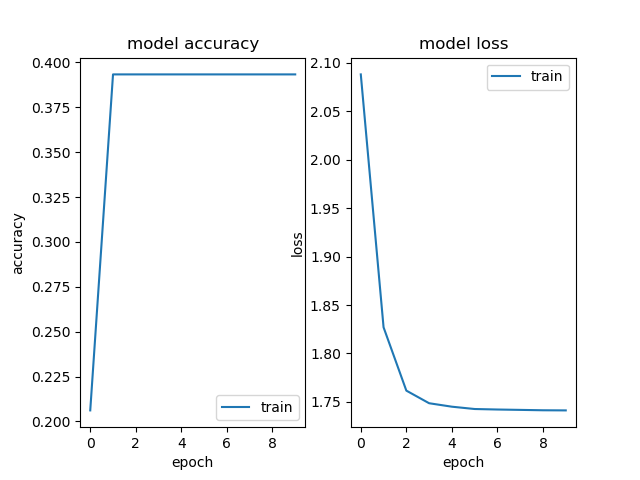 model accuracy
0.400
0.375
0.350
0.325
0.300
0.275
0.250
0.225
0.200
accuracy
train
0 2 4 6 8
epoch
model loss
2.10
2.05
2.00
1.95
1.90
1.85
1.80
1.75
loss
train
0 2 4 6 8
epoch